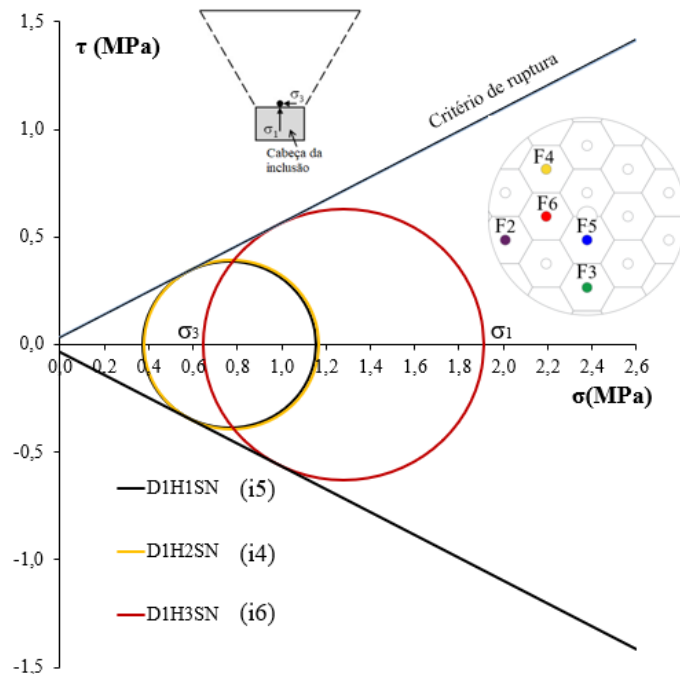 1,5
τ (MPa)
σ3
σ1
Cabeça da
inclusão
Critério de ruptura
1,0
F4
F6
F2
F5
F3
0,5
σ3
σ1
0,0
0,0 0,2 0,4 0,6 0,8 1,0 1,2 1,4 1,6 1,8 2,0 2,2 2,4 2,6
σ(MPa)
-0,5
D1H1SN (i5)
D1H2SN (i4)
-1,0
D1H3SN (i6)
-1,5